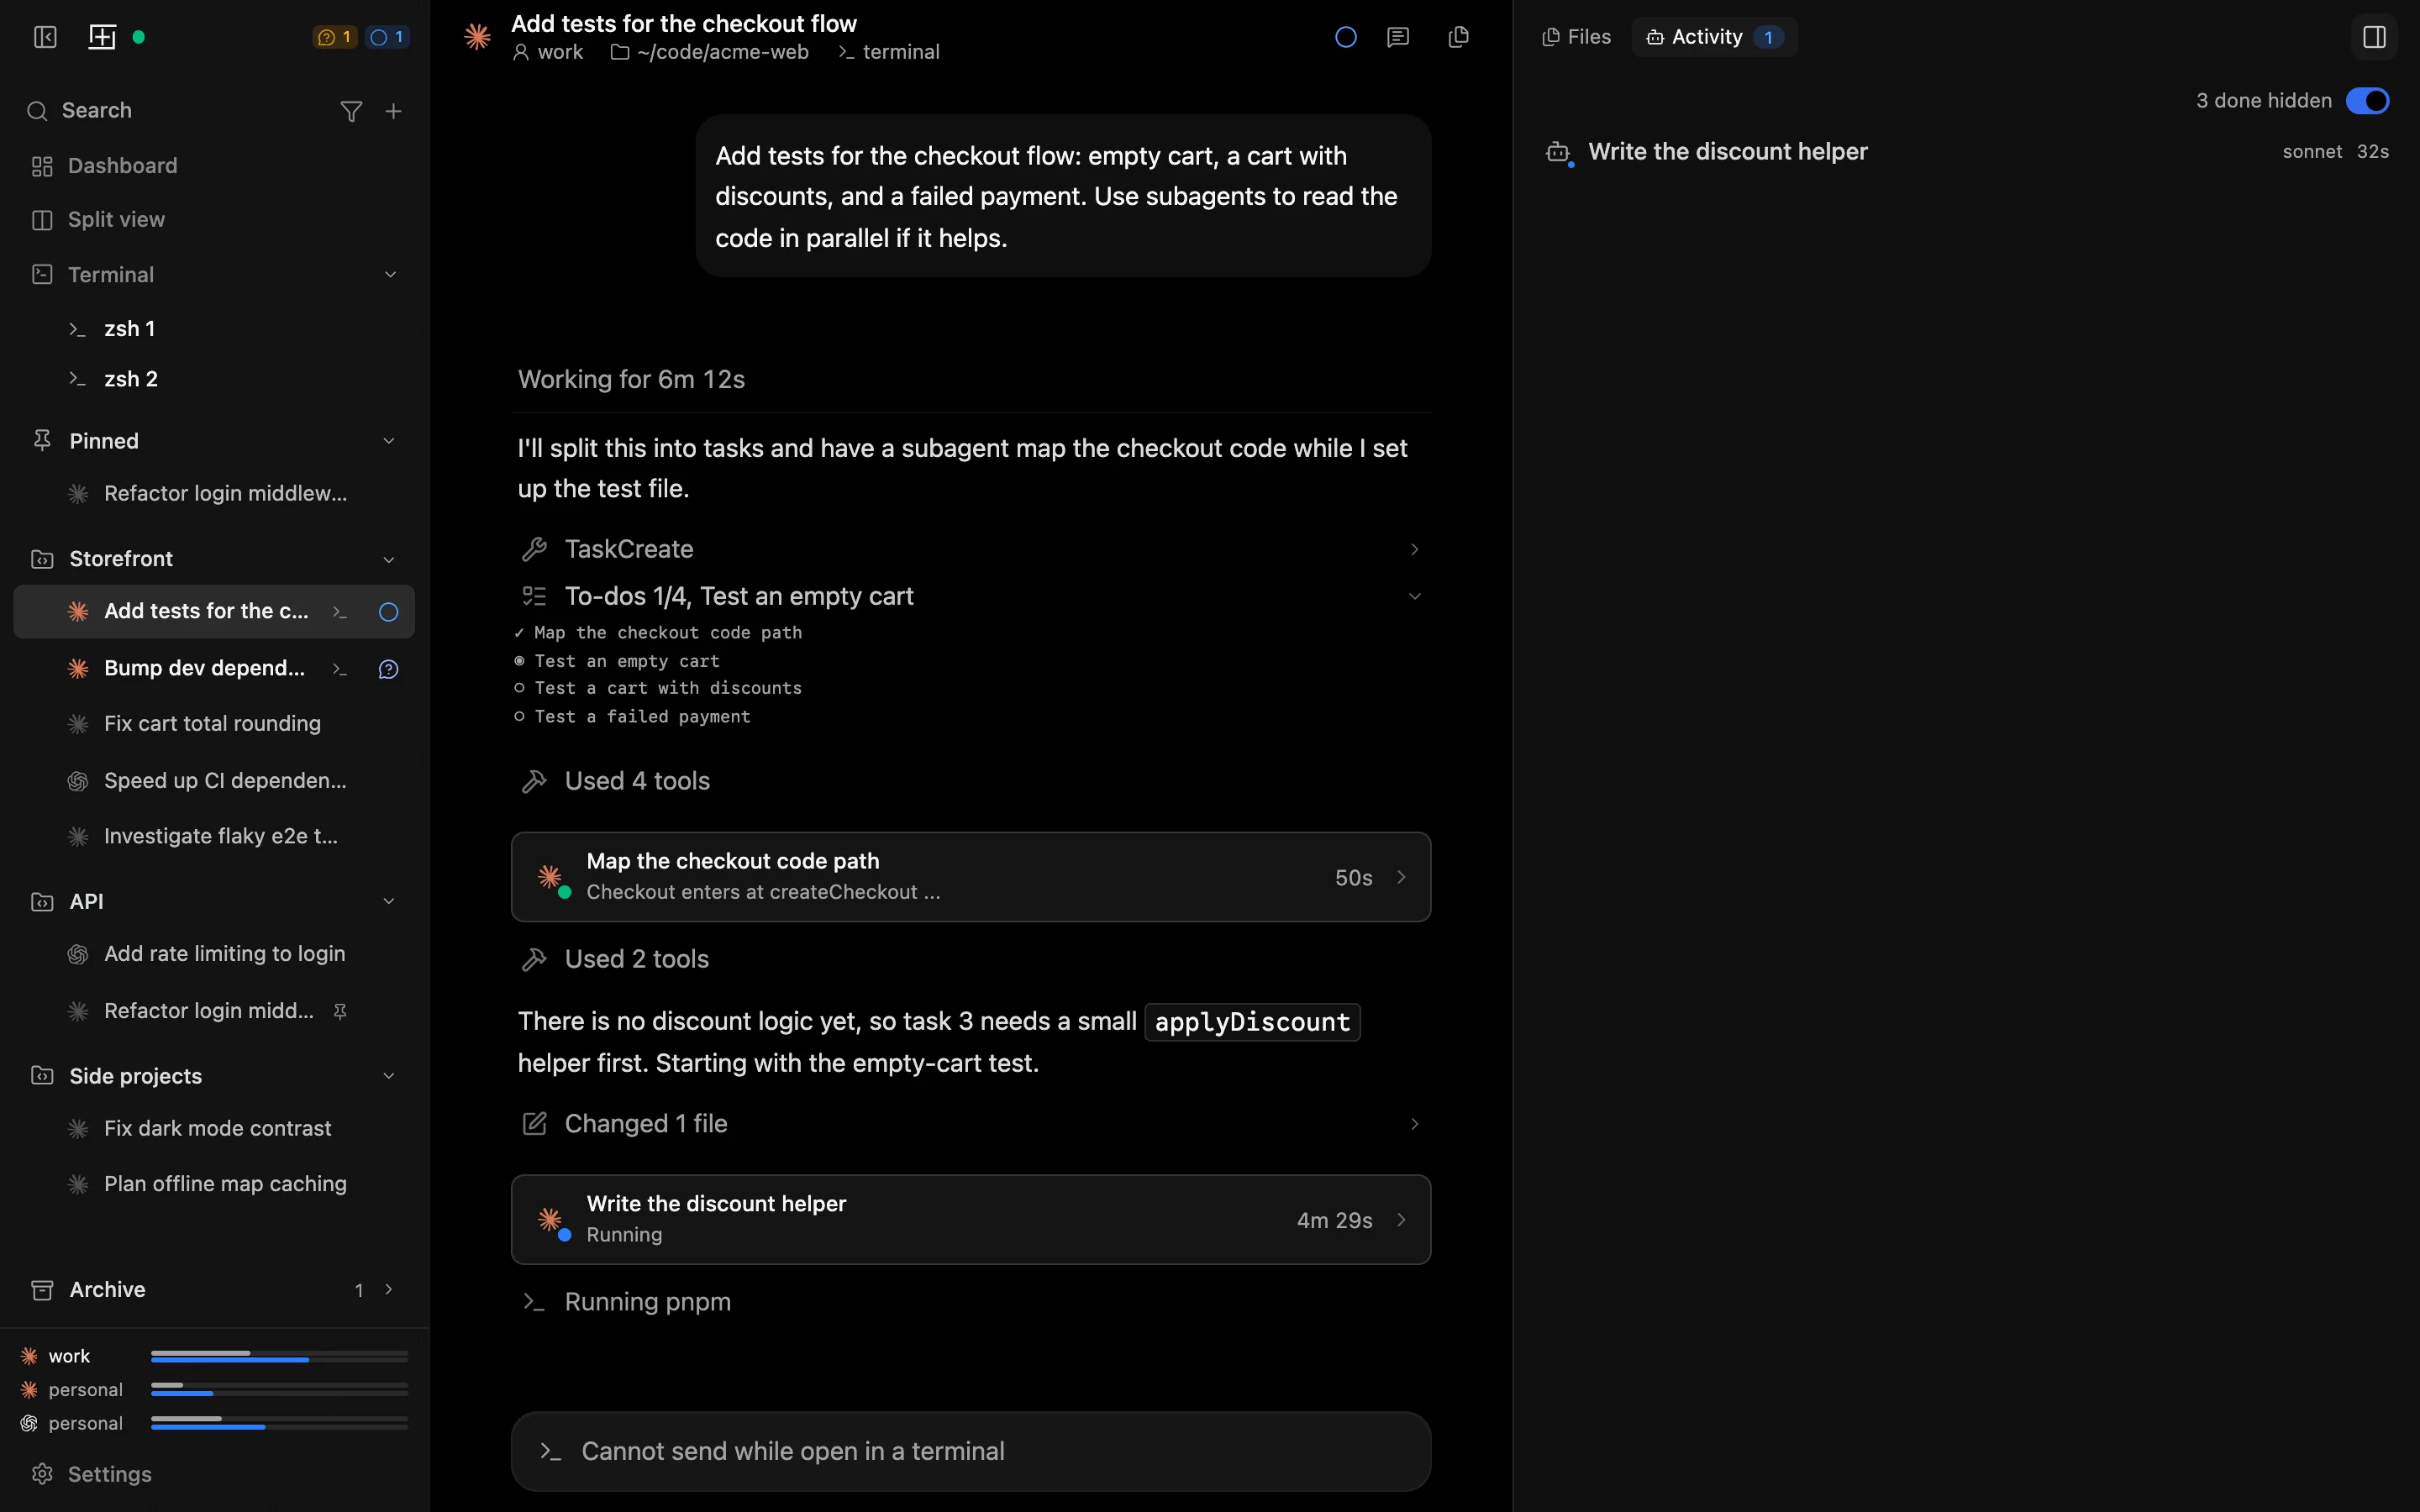 1
1
Search
Dashboard
Split view
Terminal
zsh 1
zsh 2
Pinned
Refactor login middlew...
Storefront
Add tests for the c...
Bump dev depend...
Fix cart total rounding
Speed up CI dependen...
Investigate flaky e2e t...
API
Add rate limiting to login
Refactor login midd...
Side projects
Fix dark mode contrast
Plan offline map caching
Archive 1
work
personal
personal
Settings
Add tests for the checkout flow
work ~/code/acme-web terminal
Add tests for the checkout flow: empty cart, a cart with
discounts, and a failed payment. Use subagents to read the
code in parallel if it helps.
Working for 6m 12s
I'll split this into tasks and have a subagent map the checkout code while I set
up the test file.
TaskCreate
To-dos 1/4, Test an empty cart
✓ Map the checkout code path
Test an empty cart
Test a cart with discounts
Test a failed payment
Used 4 tools
Map the checkout code path
Checkout enters at createCheckout ...
50s
Used 2 tools
There is no discount logic yet, so task 3 needs a small applyDiscount
helper first. Starting with the empty-cart test.
Changed 1 file
Write the discount helper
Running
4m 29s
Running pnpm
Cannot send while open in a terminal
Files Activity 1
3 done hidden
Write the discount helper sonnet 32s